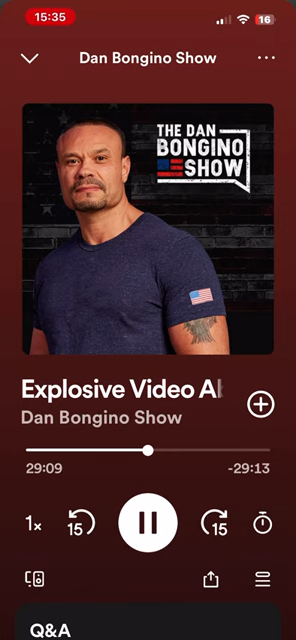 15:35
16
Dan Bongino Show
THE DAN
BONGINO
SHOW
Explosive Video
Dan Bongino Show
29:09
-29:13
1x
15
15
Q&A